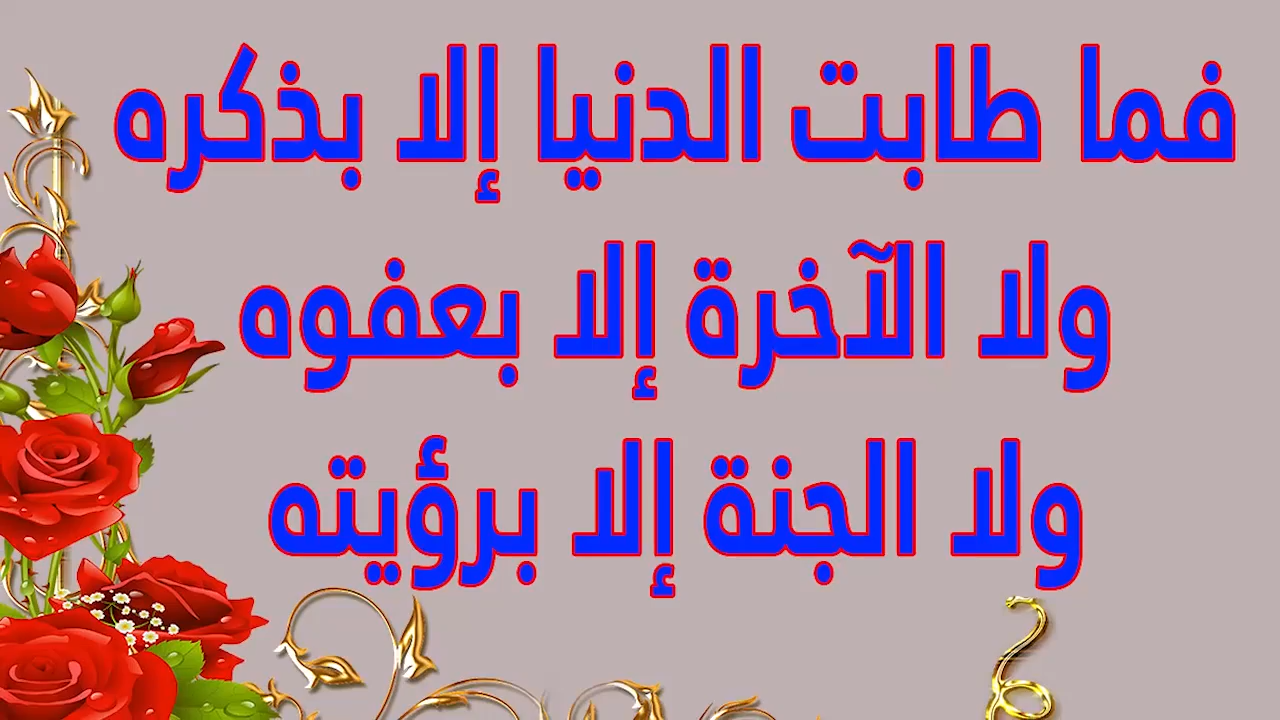 فما طابت الدنيا إلا بذكره
ولا الآخرة إلا بعفوه
ولا الجنة إلا برؤيته